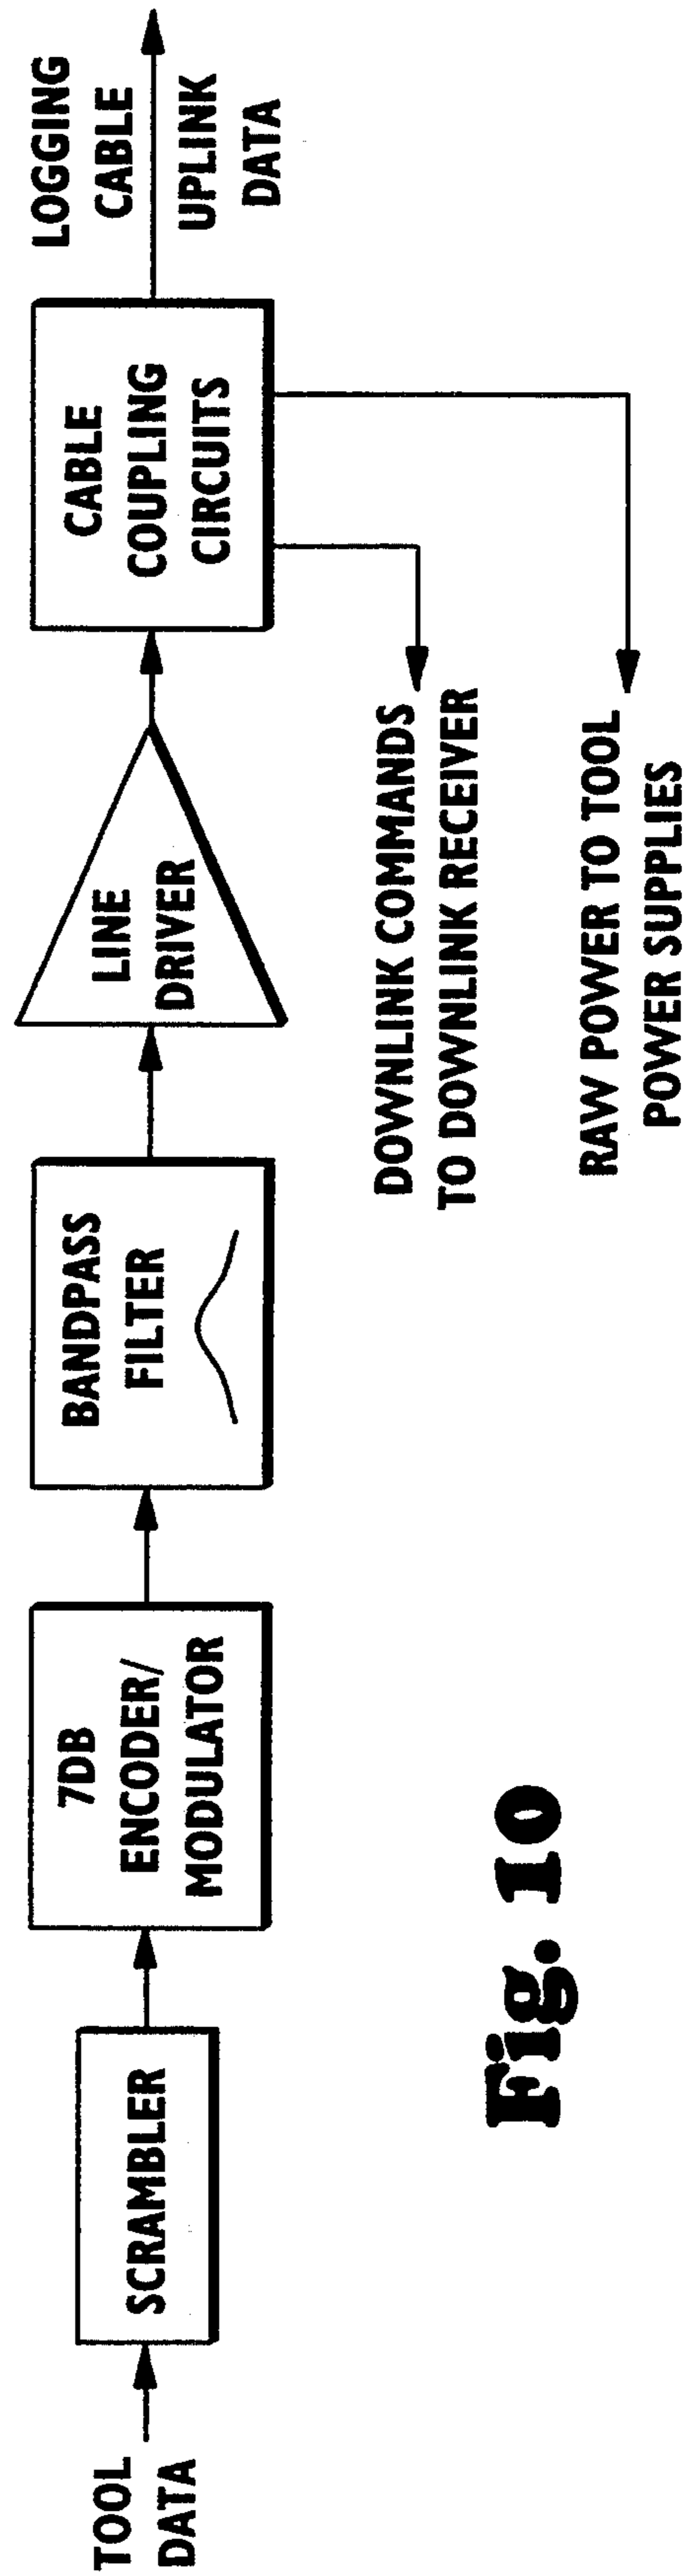 TOOL
DATA
SCRAMBLER
7DB
ENCODER/
MODULATOR
BANDPASS
FILTER
LINE
DRIVER
CABLE
COUPLING
CIRCUITS
LOGGING
CABLE
UPLINK
DATA
DOWNLINK COMMANDS
TO DOWNLINK RECEIVER
RAW POWER TO TOOL
POWER SUPPLIES
Fig. 10